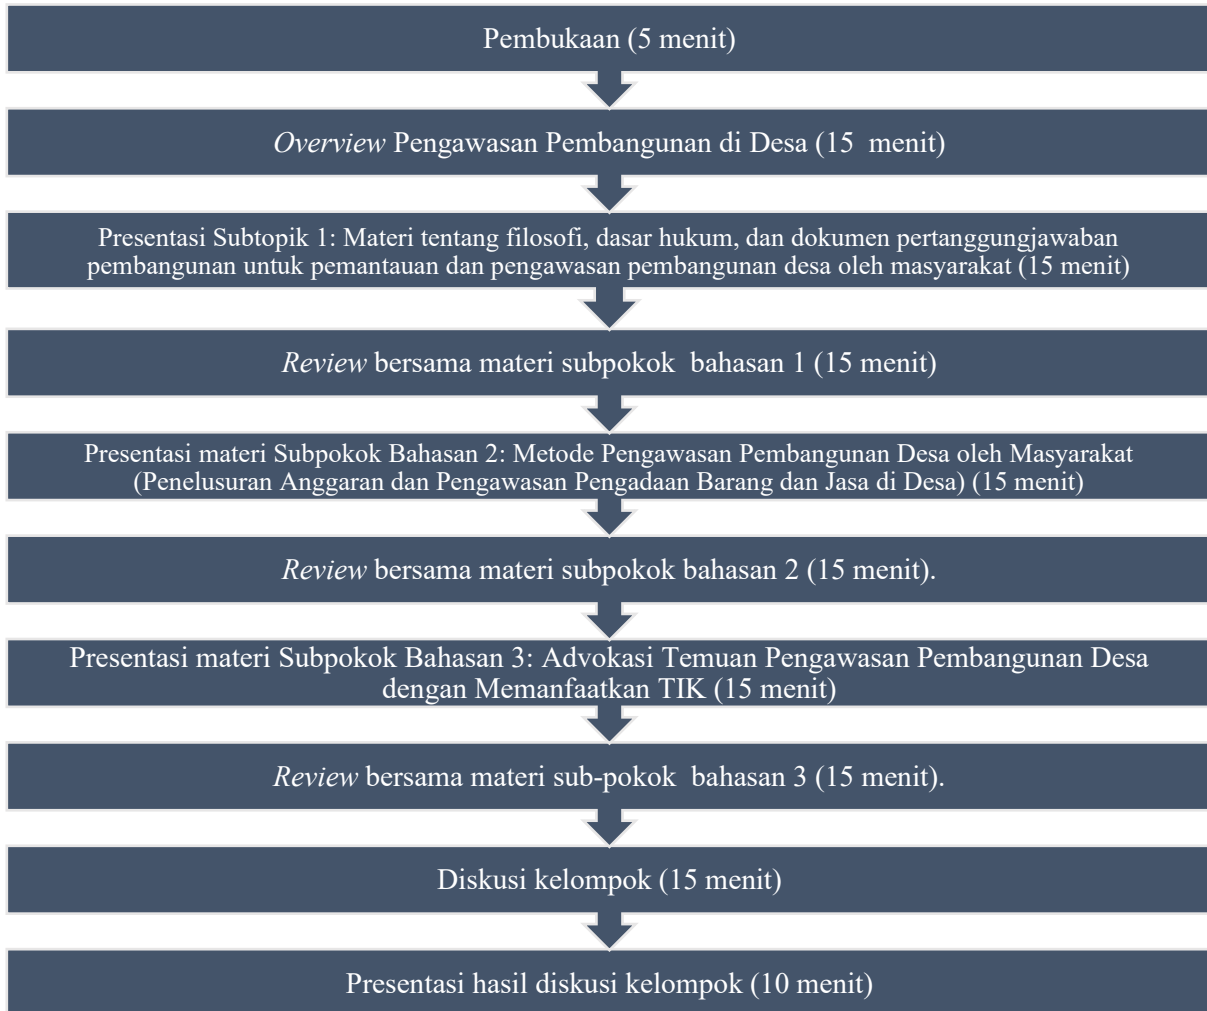 Pembukaan (5 menit)
Overview Pengawasan Pembangunan di Desa (15 menit)
Presentasi Subtopik 1: Materi tentang filosofi, dasar hukum, dan dokumen pertanggungjawaban
pembangunan untuk pemantauan dan pengawasan pembangunan desa oleh masyarakat (15 menit)
Review bersama materi subpokok bahasan 1 (15 menit)
Presentasi materi Subpokok Bahasan 2: Metode Pengawasan Pembangunan Desa oleh Masyarakat
(Penelusuran Anggaran dan Pengawasan Pengadaan Barang dan Jasa di Desa) (15 menit)
Review bersama materi subpokok bahasan 2 (15 menit).
Presentasi materi Subpokok Bahasan 3: Advokasi Temuan Pengawasan Pembangunan Desa
dengan Memanfaatkan TIK (15 menit)
Review bersama materi sub-pokok bahasan 3 (15 menit).
Diskusi kelompok (15 menit)
Presentasi hasil diskusi kelompok (10 menit)